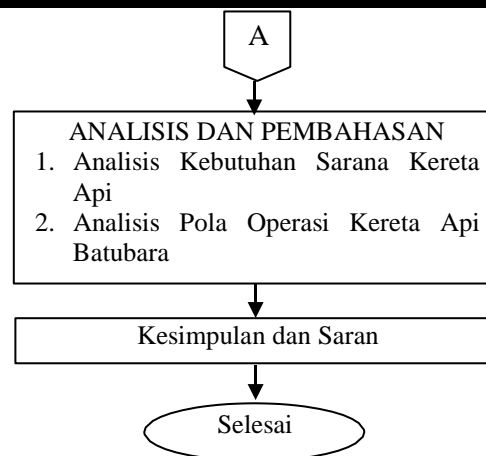 A
ANALISIS DAN PEMBAHASAN
1. Analisis Kebutuhan Sarana Kereta
Api
2. Analisis Pola Operasi Kereta Api
Batubara
Kesimpulan dan Saran
Selesai